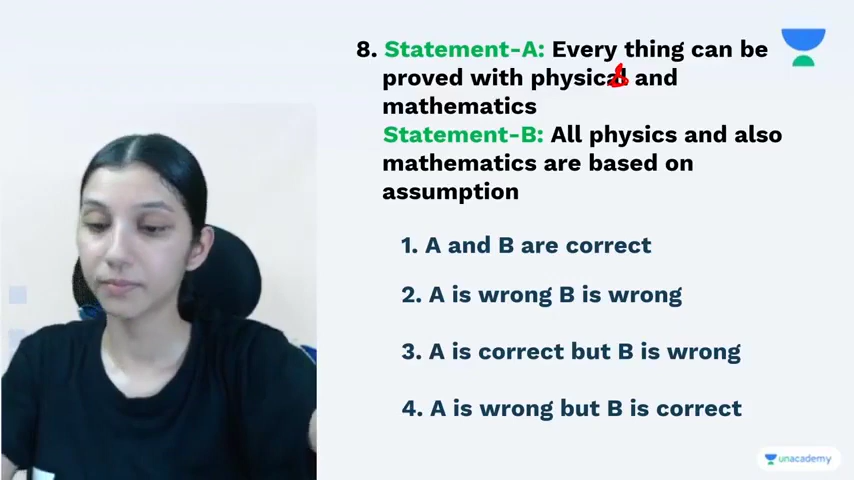 8. Statement-A: Every thing can be
proved with physics and
mathematics
Statement-B: All physics and also
mathematics are based on
assumption
1. A and B are correct
2. A is wrong B is wrong
3. A is correct but B is wrong
4. A is wrong but B is correct
unacademy